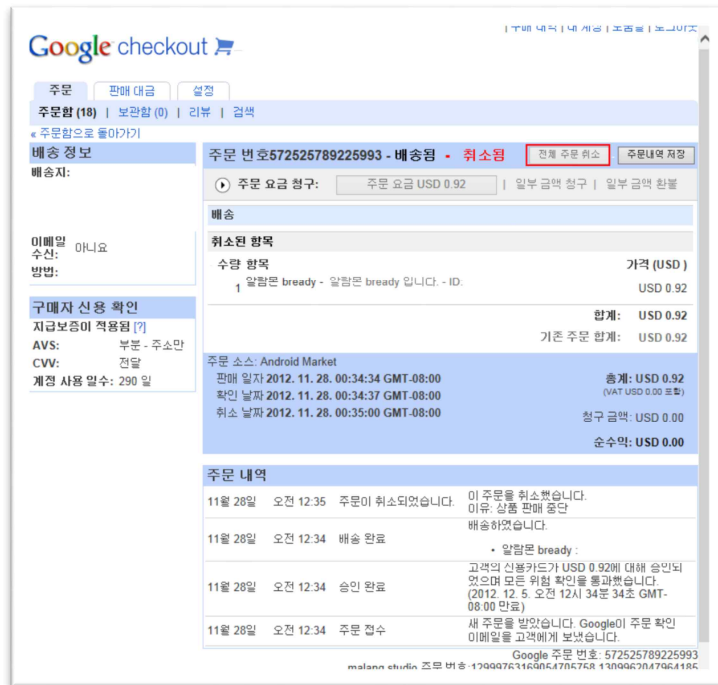 | 구매 내역 | 내 계정 | 도움말 | 로그아웃
Google checkout
주문 판매 대금 설정
주문함 (18) | 보관함 (0) | 리뷰 | 검색
« 주문함으로 돌아가기
배송 정보
배송지:
이메일 수신: 아니요
방법:
구매자 신용 확인
지급보증이 적용됨 [?]
AVS: 부분 - 주소만
CVV: 전달
계정 사용 일수: 290 일
주문 번호572525789225993 - 배송됨 - 취소됨 전체 주문 취소 주문내역 저장
주문 요금 청구: 주문 요금 USD 0.92 | 일부 금액 청구 | 일부 금액 환불
배송
취소된 항목
수량 항목 가격 (USD )
1 알람몬 bready - 알람몬 bready 입니다. - ID: USD 0.92
합계: USD 0.92
기존 주문 합계: USD 0.92
주문 소스: Android Market
판매 일자 2012. 11. 28. 00:34:34 GMT-08:00 총계: USD 0.92
확인 날짜 2012. 11. 28. 00:34:37 GMT-08:00 (VAT USD 0.00 포함)
취소 날짜 2012. 11. 28. 00:35:00 GMT-08:00 청구 금액: USD 0.00
순수익: USD 0.00
주문 내역
11월 28일 오전 12:35 주문이 취소되었습니다. 이 주문을 취소했습니다.
이유: 상품 판매 중단
11월 28일 오전 12:34 배송 완료 배송하였습니다.
• 알람몬 bready :
11월 28일 오전 12:34 승인 완료 고객의 신용카드가 USD 0.92에 대해 승인되
었으며 모든 위험 확인을 통과했습니다.
(2012. 12. 5. 오전 12시 34분 34초 GMT-
08:00 만료)
11월 28일 오전 12:34 주문 접수 새 주문을 받았습니다. Google이 주문 확인
이메일을 고객에게 보냈습니다.
Google 주문 번호: 572525789225993
malang studio 주문 번호:12999763169054705758.1309962047964185